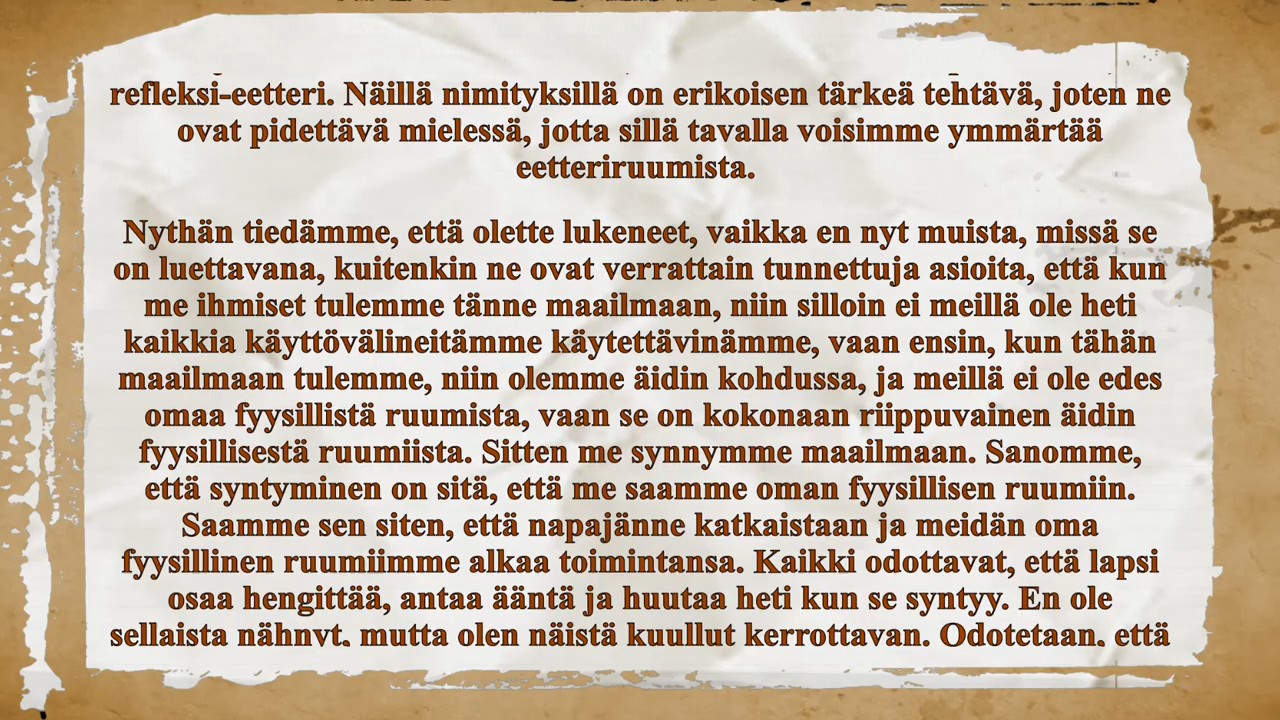 refleksi-eetteri. Näillä nimityksillä on erikoisen tärkeä tehtävä, joten ne
ovat pidettävä mielessä, jotta sillä tavalla voisimme ymmärtää
eetteriruumista.
Nythän tiedämme, että olette lukeneet, vaikka en nyt muista, missä se
on luettavana, kuitenkin ne ovat verrattain tunnettuja asioita, että kun
me ihmiset tulemme tänne maailmaan, niin silloin ei meillä ole heti
kaikkia käyttövälineitämme käytettävinämme, vaan ensin, kun tähän
maailmaan tulemme, niin olemme äidin kohdussa, ja meillä ei ole edes
omaa fyysillistä ruumista, vaan se on kokonaan riippuvainen äidin
fyysillisestä ruumiista. Sitten me synnymme maailmaan. Sanomme,
että syntyminen on sitä, että me saamme oman fyysillisen ruumiin.
Saamme sen siten, että napajänne katkaistaan ja meidän oma
fyysillinen ruumiimme alkaa toimintansa. Kaikki odottavat, että lapsi
osaa hengittää, antaa ääntä ja huutaa heti kun se syntyy. En ole
sellaista nähnyt, mutta olen näistä kuullut kerrottavan. Odotetaan, että